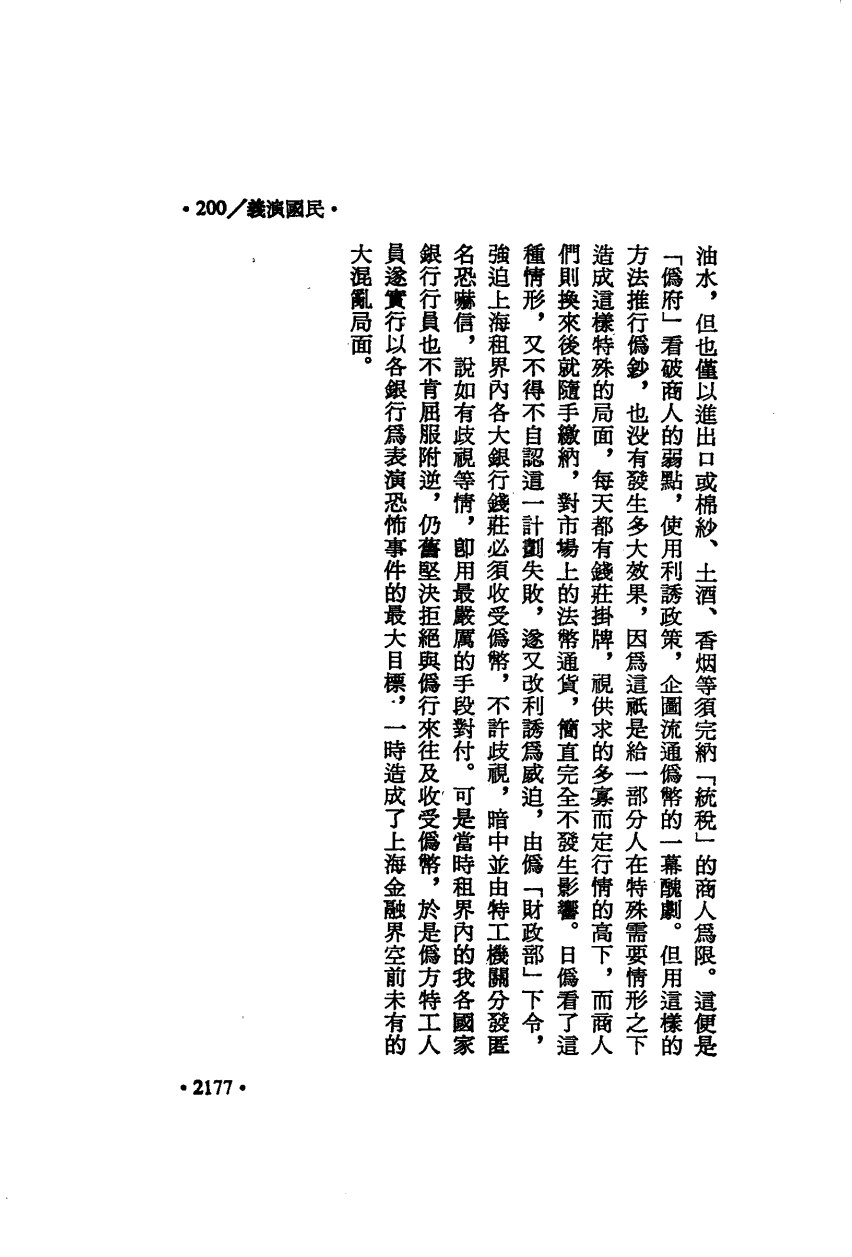 •200/義演國民•
油水，但也僅以進出口或棉紗、土酒、香烟等須完納「統稅」的商人爲限。這便是
「僞府」看破商人的弱點，使用利誘政策，企圖流通僞幣的一幕醜劇。但用這樣的
方法推行僞鈔，也没有發生多大效果，因爲這祇是給一部分人在特殊需要情形之下
造成這樣特殊的局面，每天都有錢莊掛牌，視供求的多寡而定行情的高下，而商人
們則換來後就隨手繳納，對市場上的法幣通貨，簡直完全不發生影響。日僞看了這
種情形，又不得不自認這一計劃失敗，遂又改利誘爲威迫，由僞「財政部」下令，
強迫上海租界內各大銀行錢莊必須收受僞幣，不許歧視，暗中並由特工機關分發匿
名恐嚇信，說如有歧視等情，卽用最嚴厲的手段對付。可是當時租界內的我各國家
銀行行員也不肯屈服附逆，仍舊堅決拒絕與僞行來往及收受僞幣，於是僞方特工人
員遂實行以各銀行爲表演恐怖事件的最大目標，一時造成了上海金融界空前未有的
大混亂局面。
•2177•